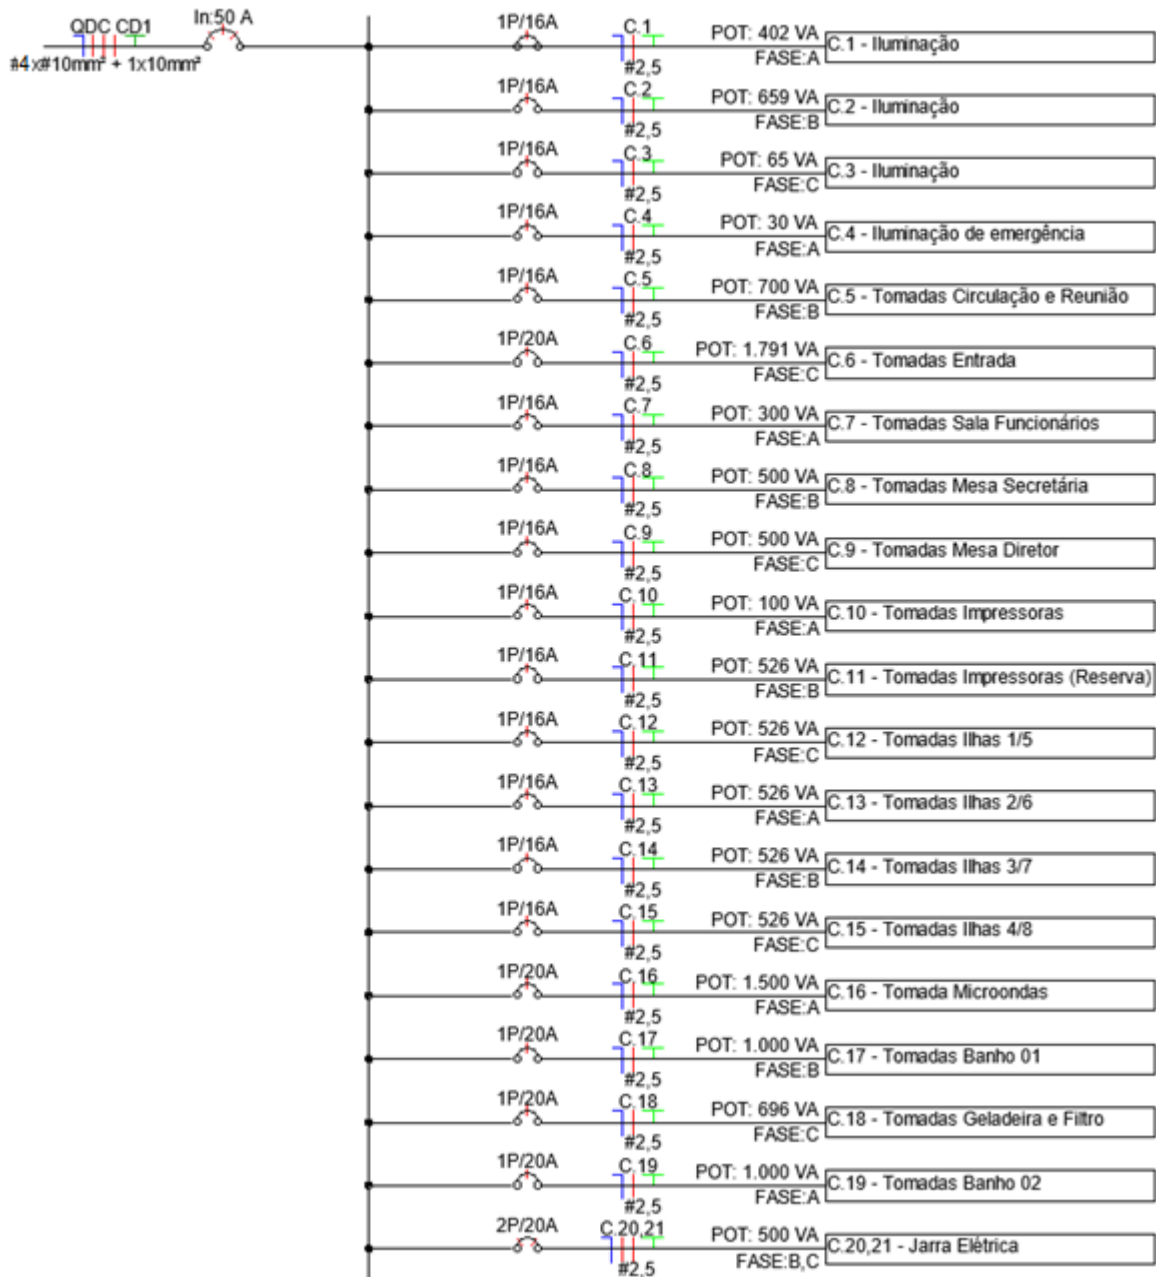 QDC CD1
In:50 A
#4x#10mm² + 1x10mm²
1P/16A
C.1
#2,5
POT: 402 VA
FASE:A
C.1 - Iluminação
1P/16A
C.2
#2,5
POT: 659 VA
FASE:B
C.2 - Iluminação
1P/16A
C.3
#2,5
POT: 65 VA
FASE:C
C.3 - Iluminação
1P/16A
C.4
#2,5
POT: 30 VA
FASE:A
C.4 - Iluminação de emergência
1P/16A
C.5
#2,5
POT: 700 VA
FASE:B
C.5 - Tomadas Circulação e Reunião
1P/20A
C.6
#2,5
POT: 1.791 VA
FASE:C
C.6 - Tomadas Entrada
1P/16A
C.7
#2,5
POT: 300 VA
FASE:A
C.7 - Tomadas Sala Funcionários
1P/16A
C.8
#2,5
POT: 500 VA
FASE:B
C.8 - Tomadas Mesa Secretária
1P/16A
C.9
#2,5
POT: 500 VA
FASE:C
C.9 - Tomadas Mesa Diretor
1P/16A
C.10
#2,5
POT: 100 VA
FASE:A
C.10 - Tomadas Impressoras
1P/16A
C.11
#2,5
POT: 526 VA
FASE:B
C.11 - Tomadas Impressoras (Reserva)
1P/16A
C.12
#2,5
POT: 526 VA
FASE:C
C.12 - Tomadas Ilhas 1/5
1P/16A
C.13
#2,5
POT: 526 VA
FASE:A
C.13 - Tomadas Ilhas 2/6
1P/16A
C.14
#2,5
POT: 526 VA
FASE:B
C.14 - Tomadas Ilhas 3/7
1P/16A
C.15
#2,5
POT: 526 VA
FASE:C
C.15 - Tomadas Ilhas 4/8
1P/20A
C.16
#2,5
POT: 1.500 VA
FASE:A
C.16 - Tomada Microondas
1P/20A
C.17
#2,5
POT: 1.000 VA
FASE:B
C.17 - Tomadas Banho 01
1P/20A
C.18
#2,5
POT: 696 VA
FASE:C
C.18 - Tomadas Geladeira e Filtro
1P/20A
C.19
#2,5
POT: 1.000 VA
FASE:A
C.19 - Tomadas Banho 02
2P/20A
C.20,21
#2,5
POT: 500 VA
FASE:B,C
C.20,21 - Jarra Elétrica